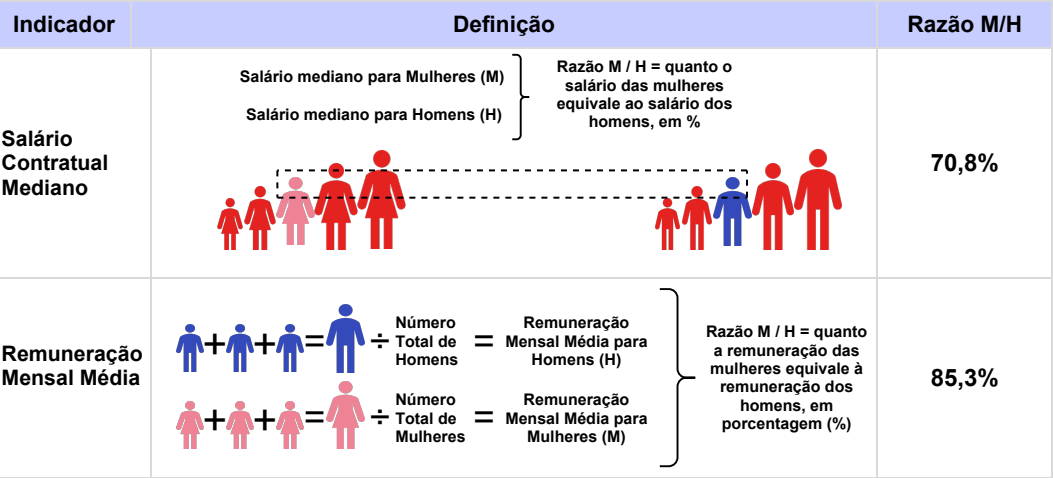 Indicador
Definição
Razão M/H
Salário
Contratual
Mediano
Salário mediano para Mulheres (M)
Salário mediano para Homens (H)
Razão M / H = quanto o
salário das mulheres
equivale ao salário dos
homens, em %
70,8%
Remuneração
Mensal Média
+ + = ÷
Número
Total de
Homens
=
Remuneração
Mensal Média para
Homens (H)
+ + = ÷
Número
Total de
Mulheres
=
Remuneração
Mensal Média para
Mulheres (M)
Razão M / H = quanto
a remuneração das
mulheres equivale à
remuneração dos
homens, em
porcentagem (%)
85,3%